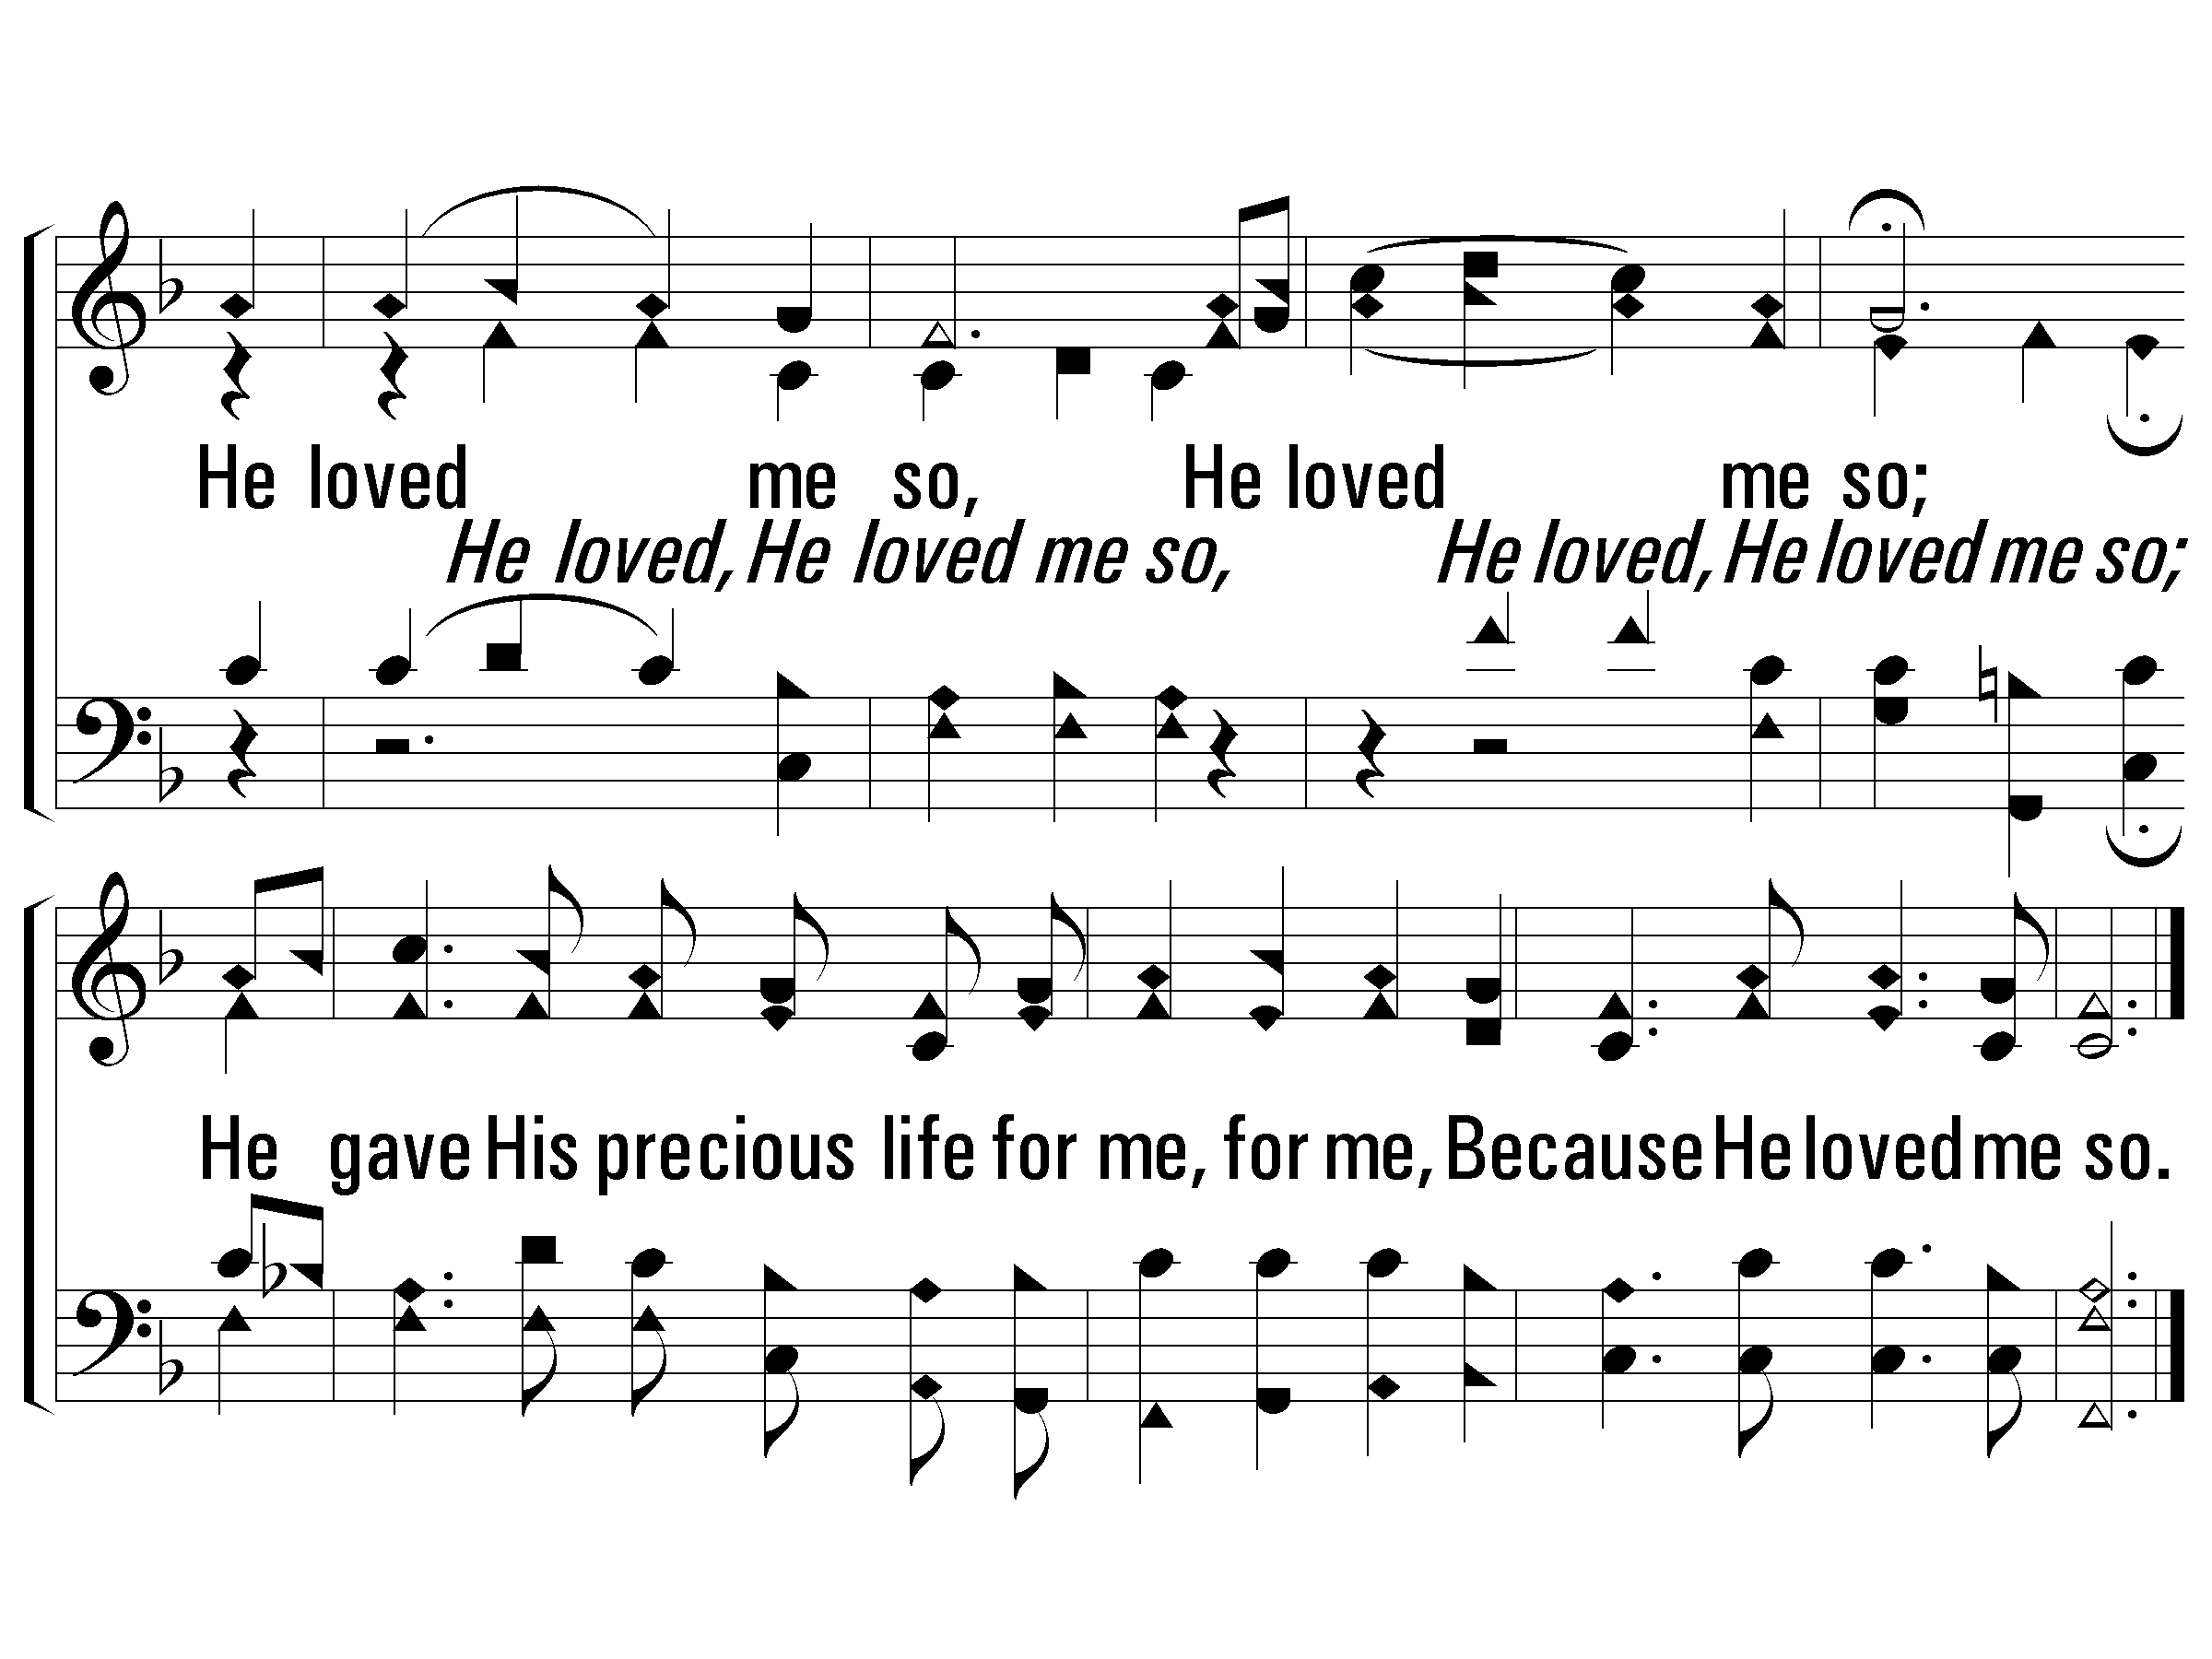 He loved me so, He loved me so;
He loved, He loved me so, He loved, He loved me so;
He gave His precious life for me, for me, Because He loved me so.